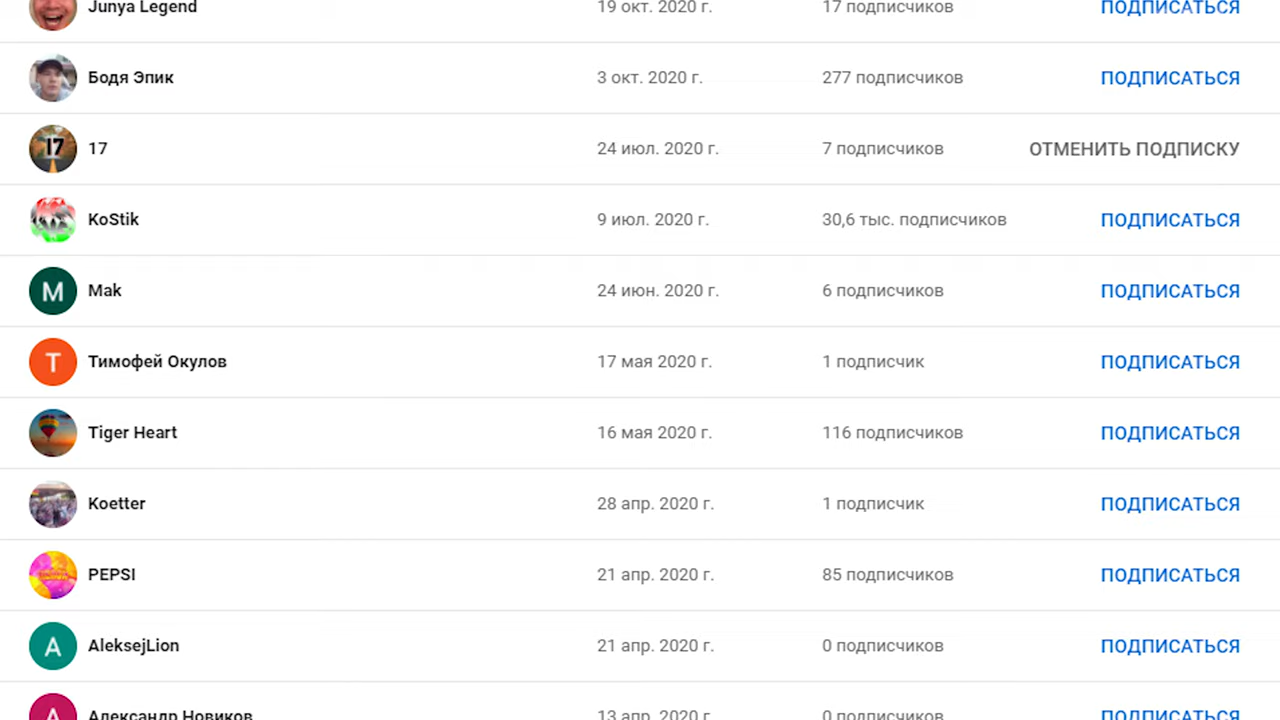 Junya Legend 19 окт. 2020 г. 17 подписчиков ПОДПИСАТЬСЯ
Бодя Эпик 3 окт. 2020 г. 277 подписчиков ПОДПИСАТЬСЯ
17 17 24 июл. 2020 г. 7 подписчиков ОТМЕНИТЬ ПОДПИСКУ
KoStik 9 июл. 2020 г. 30,6 тыс. подписчиков ПОДПИСАТЬСЯ
M Mak 24 июн. 2020 г. 6 подписчиков ПОДПИСАТЬСЯ
Т Тимофей Окулов 17 мая 2020 г. 1 подписчик ПОДПИСАТЬСЯ
Tiger Heart 16 мая 2020 г. 116 подписчиков ПОДПИСАТЬСЯ
Koetter 28 апр. 2020 г. 1 подписчик ПОДПИСАТЬСЯ
PEPSI 21 апр. 2020 г. 85 подписчиков ПОДПИСАТЬСЯ
A AleksejLion 21 апр. 2020 г. 0 подписчиков ПОДПИСАТЬСЯ
А Александр Новиков 13 апр. 2020 г. 0 подписчиков ПОДПИСАТЬСЯ